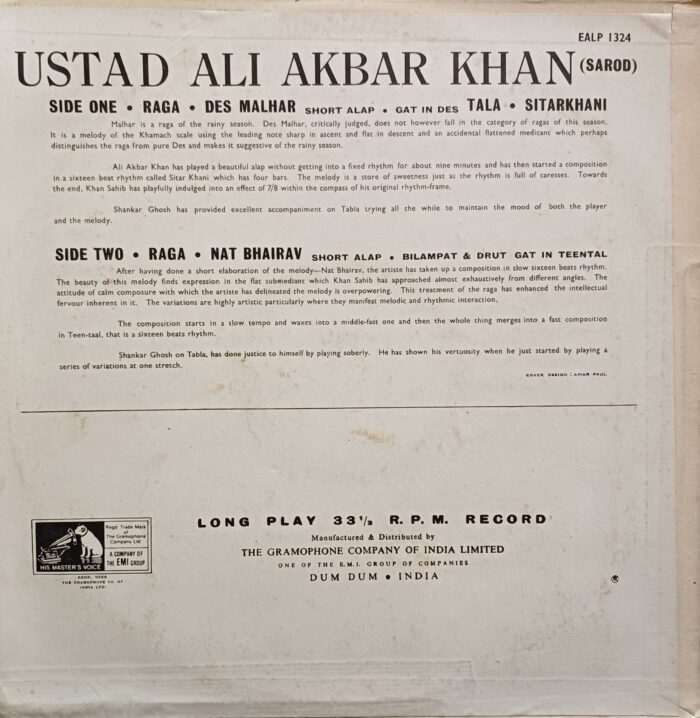 EALP 1324
USTAD ALI AKBAR KHAN (SAROD)
SIDE ONE • RAGA • DES MALHAR SHORT ALAP • GAT IN DES TALA • SITARKHANI
Malhar is a raga of the rainy season. Des Malhar, critically judged, does not however fall in the category of ragas of this season.
It is a melody of the Khamach scale using the leading note sharp in ascent and flat in descent and an accidental flattened medicant which perhaps
distinguishes the raga from pure Des and makes it suggestive of the rainy season.
Ali Akbar Khan has played a beautiful alap without getting into a fixed rhythm for about nine minutes and has then started a composition
in a sixteen beat rhythm called Sitar Khani which has four bars. The melody is a store of sweetness just as the rhythm is full of caresses. Towards
the end, Khan Sahib has playfully indulged into an effect of 7/8 within the compass of his original rhythm-frame.
Shankar Ghosh has provided excellent accompaniment on Tabla trying all the while to maintain the mood of both the player
and the melody.
SIDE TWO • RAGA • NAT BHAIRAV SHORT ALAP • BILAMPAT & DRUT GAT IN TEENTAL
After having done a short elaboration of the melody—Nat Bhairav, the artiste has taken up a composition in slow sixteen beats rhythm.
The beauty of this melody finds expression in the flat submediant which Khan Sahib has approached almost exhaustively from different angles. The
attitude of calm composure with which the artiste has delineated the melody is overpowering. This treatment of the raga has enhanced the intellectual
fervour inherent in it. The variations are highly artistic particularly where they manifest melodic and rhythmic interaction.
The composition starts in a slow tempo and waxes into a middle-fast one and then the whole thing merges into a fast composition
in Teen-taal, that is a sixteen beats rhythm.
Shankar Ghosh on Tabla, has done justice to himself by playing soberly. He has shown his vertuosity when he just started by playing a
series of variations at one stretch.
COVER DESIGN : AMAR PAUL
LONG PLAY 33⅓ R. P. M. RECORD
Manufactured & Distributed by
THE GRAMOPHONE COMPANY OF INDIA LIMITED
ONE OF THE E.M.I. GROUP OF COMPANIES
DUM DUM • INDIA
Regd Trade Mark
of
The Gramophone
Company Ltd
A COMPANY OF
THE EMI GROUP
HIS MASTER'S VOICE
REGD. USER
THE GRAMOPHONE CO. OF
INDIA LTD.